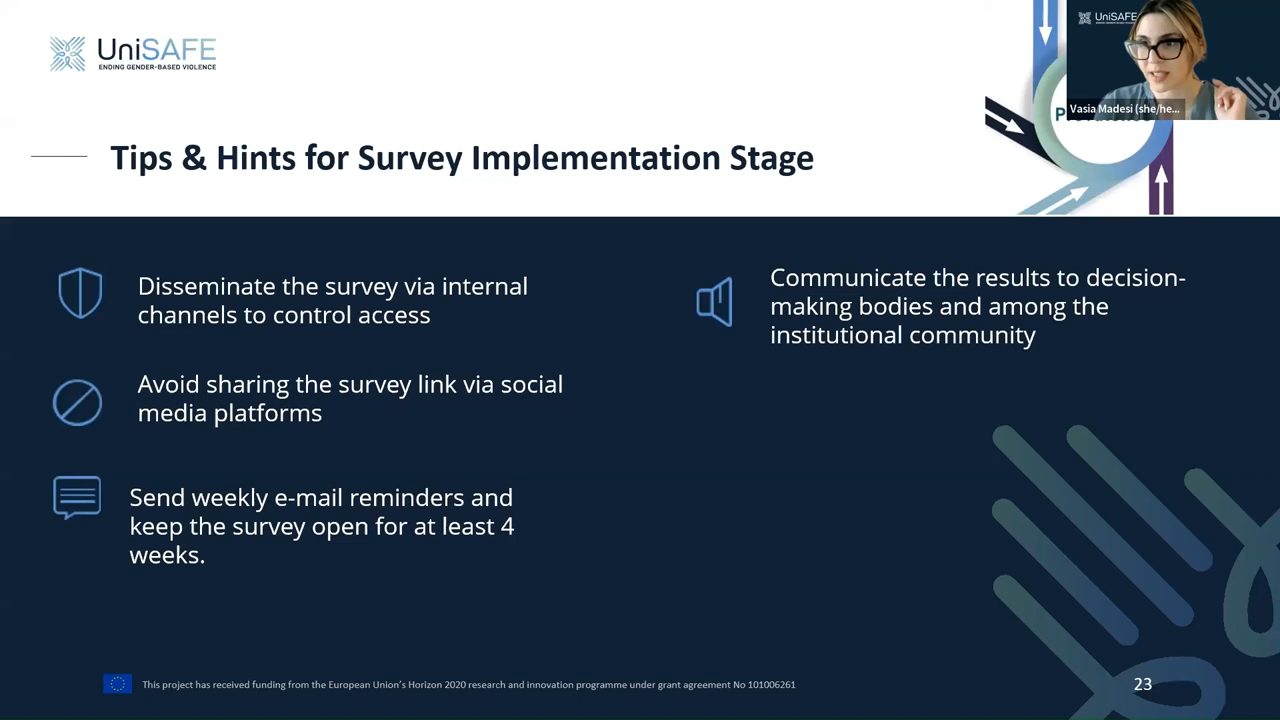 UniSAFE
ENDING GENDER-BASED VIOLENCE
UniSAFE
Vasia Madesi (she/he...
Tips & Hints for Survey Implementation Stage
Disseminate the survey via internal
channels to control access
Avoid sharing the survey link via social
media platforms
Send weekly e-mail reminders and
keep the survey open for at least 4
weeks.
Communicate the results to decision-
making bodies and among the
institutional community
This project has received funding from the European Union's Horizon 2020 research and innovation programme under grant agreement No 101006261
23